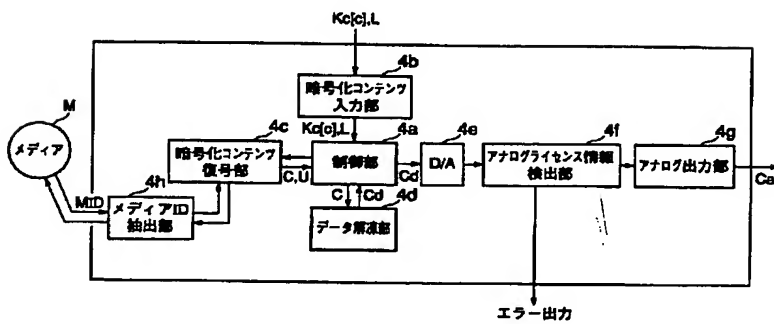 Kc[c],L
4b
暗号化コンテンツ
入力部
M
Kc[c],L
4c
4a
4e
4f
4g
メディア
暗号化コンテンツ
復号部
制御部
D/A
アナログライセンス情報
検出部
アナログ出力部
C,U
Cd
Ca
4h
MID
C
Cd
4d
メディアID
抽出部
データ解凍部
エラー出力